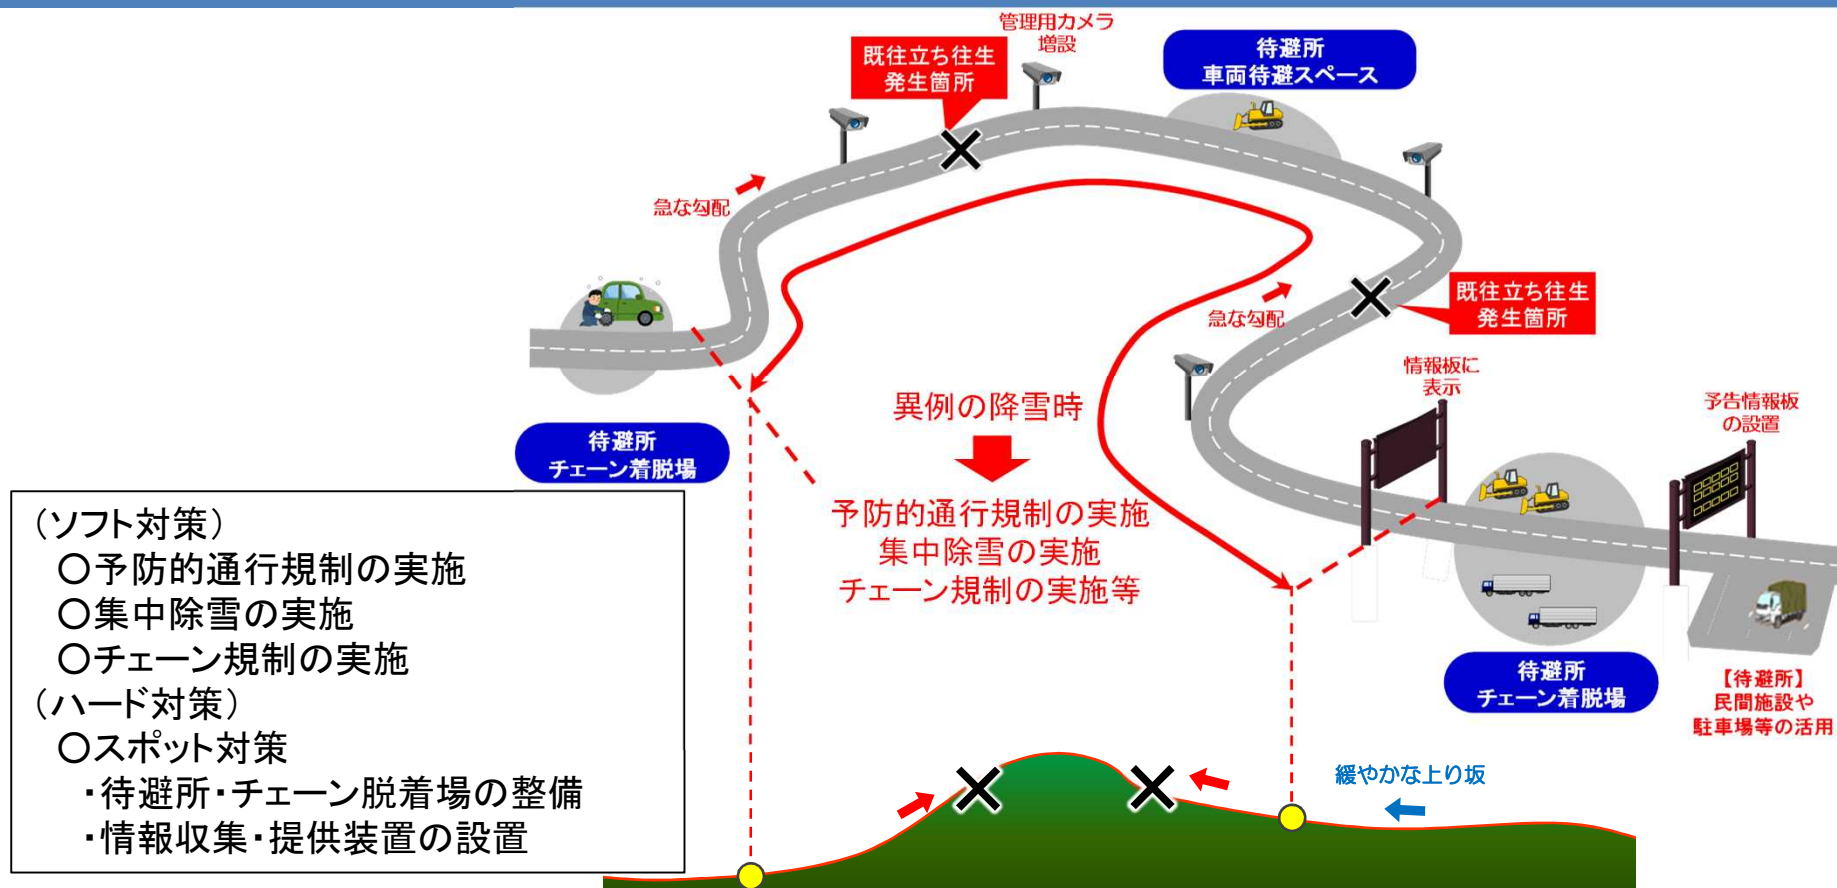 管理用カメラ
増設
既往立ち往生
発生箇所
待避所
車両待避スペース
急な勾配
急な勾配
既往立ち往生
発生箇所
情報板に
表示
予告情報板
の設置
異例の降雪時
予防的通行規制の実施
集中除雪の実施
チェーン規制の実施等
待避所
チェーン着脱場
待避所
チェーン着脱場
【待避所】
民間施設や
駐車場等の活用
緩やかな上り坂
（ソフト対策）
〇予防的通行規制の実施
〇集中除雪の実施
〇チェーン規制の実施
（ハード対策）
〇スポット対策
・待避所・チェーン脱着場の整備
・情報収集・提供装置の設置